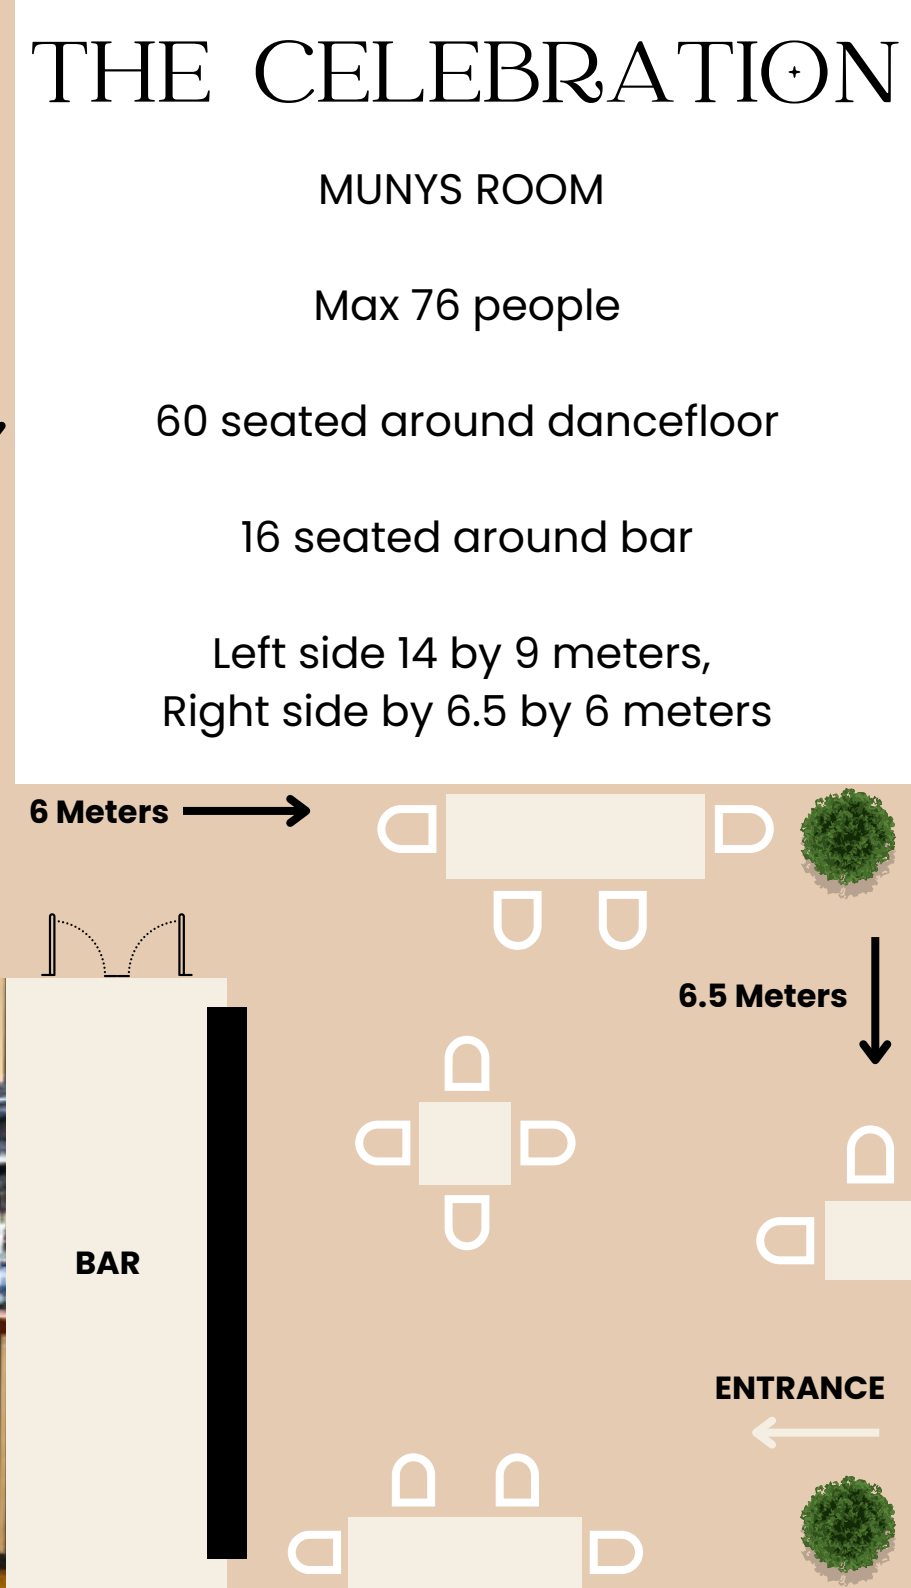 THE CELEBRATION
MUNYS ROOM
Max 76 people
60 seated around dancefloor
16 seated around bar
Left side 14 by 9 meters,
Right side by 6.5 by 6 meters
6 Meters
6.5 Meters
BAR
ENTRANCE